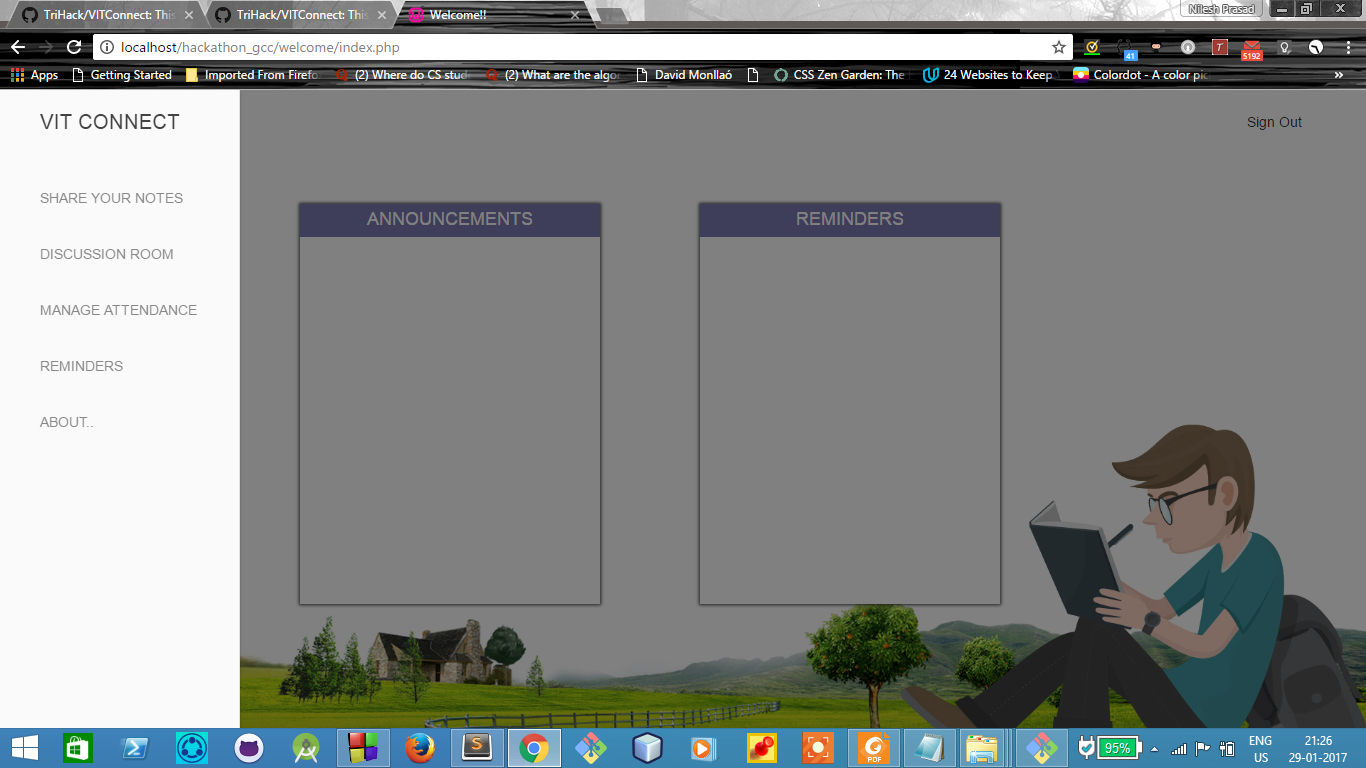 TriHack/VITConnect: This
TriHack/VITConnect: This
Welcome!!
Nilesh Prasad
localhost/hackathon_gcc/welcome/index.php
41
T
5192
Apps
Getting Started
Imported From Firefo
(2) Where do CS stud
(2) What are the algo
David Monllaó
CSS Zen Garden: The
24 Websites to Keep
Colordot - A color pic
»
VIT CONNECT
Sign Out
SHARE YOUR NOTES
DISCUSSION ROOM
MANAGE ATTENDANCE
REMINDERS
ABOUT..
ANNOUNCEMENTS
REMINDERS
S
PDF
95%
ENG
US
21:26
29-01-2017